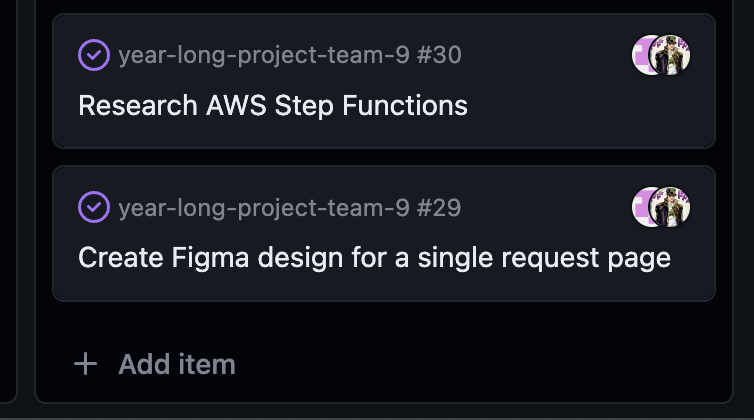 year-long-project-team-9 #30
Research AWS Step Functions
year-long-project-team-9 #29
Create Figma design for a single request page
+ Add item